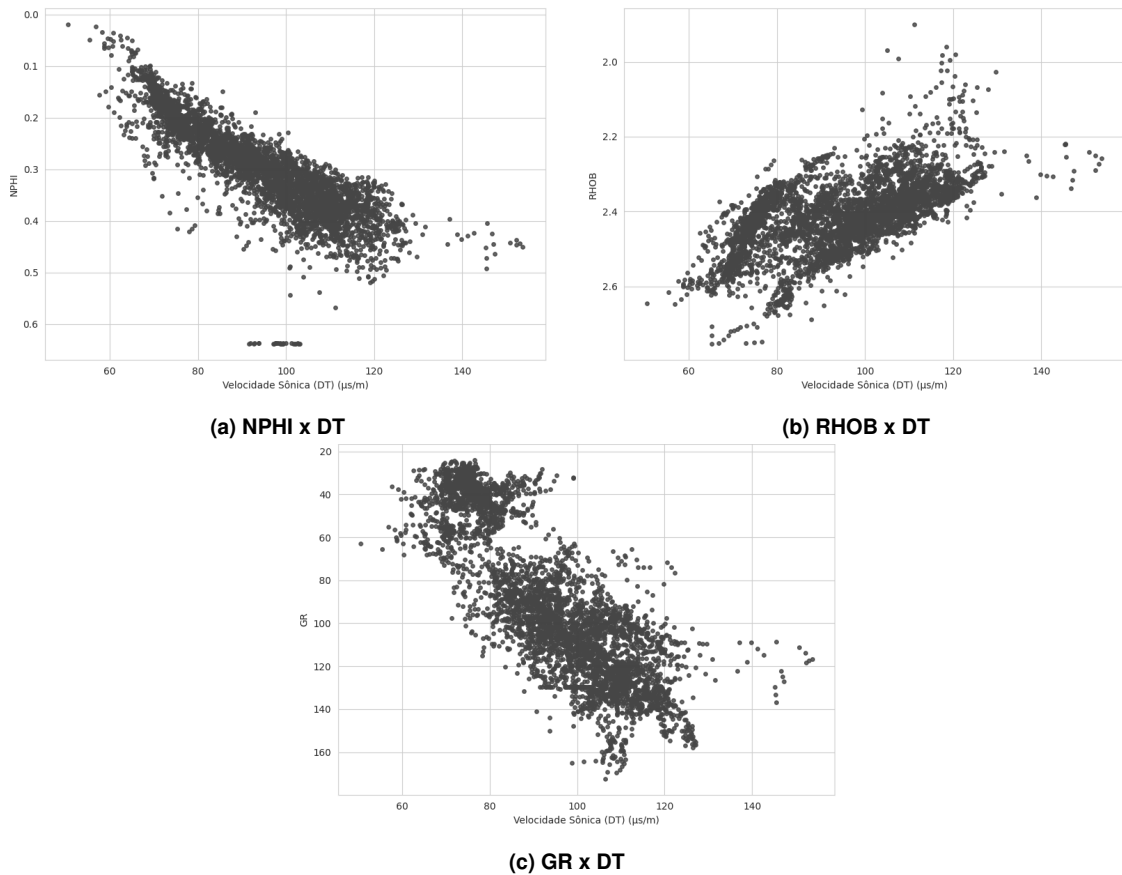 0.0
0.1
0.2
0.3
0.4
0.5
0.6
NPHI
60 80 100 120 140
Velocidade Sônica (DT) (μs/m)
(a) NPHI x DT
2.0
2.2
2.4
2.6
RHOB
60 80 100 120 140
Velocidade Sônica (DT) (μs/m)
(b) RHOB x DT
20
40
60
80
100
120
140
160
GR
60 80 100 120 140
Velocidade Sônica (DT) (μs/m)
(c) GR x DT